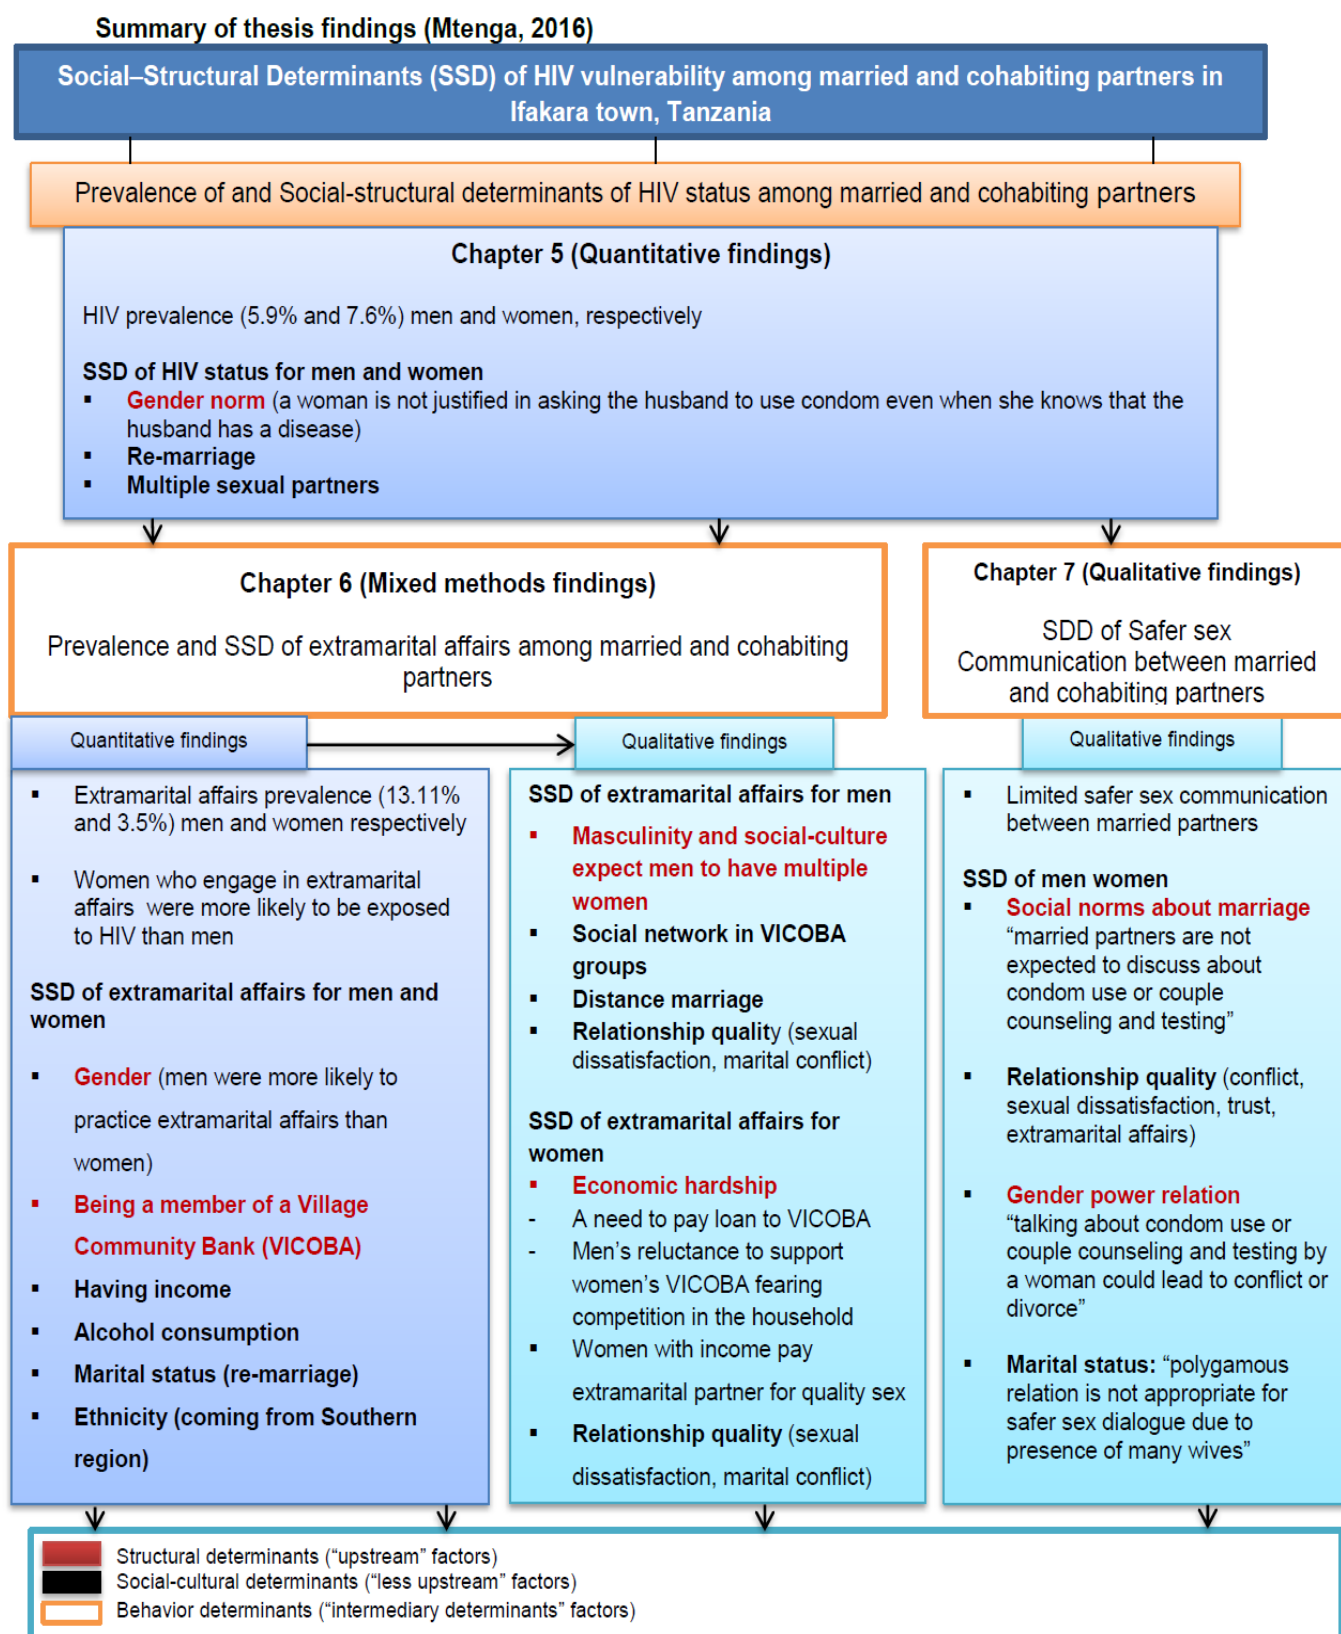 Summary of thesis findings (Mtenga, 2016)
Social–Structural Determinants (SSD) of HIV vulnerability among married and cohabiting partners in
Ifakara town, Tanzania
Prevalence of and Social-structural determinants of HIV status among married and cohabiting partners
Chapter 5 (Quantitative findings)
HIV prevalence (5.9% and 7.6%) men and women, respectively
SSD of HIV status for men and women
▪ Gender norm (a woman is not justified in asking the husband to use condom even when she knows that the
husband has a disease)
▪ Re-marriage
▪ Multiple sexual partners
Chapter 6 (Mixed methods findings)
Prevalence and SSD of extramarital affairs among married and cohabiting
partners
Chapter 7 (Qualitative findings)
SDD of Safer sex
Communication between married
and cohabiting partners
Quantitative findings
▪ Extramarital affairs prevalence (13.11%
and 3.5%) men and women respectively
▪ Women who engage in extramarital
affairs were more likely to be exposed
to HIV than men
SSD of extramarital affairs for men and
women
▪ Gender (men were more likely to
practice extramarital affairs than
women)
▪ Being a member of a Village
Community Bank (VICOBA)
▪ Having income
▪ Alcohol consumption
▪ Marital status (re-marriage)
▪ Ethnicity (coming from Southern
region)
Qualitative findings
SSD of extramarital affairs for men
▪ Masculinity and social-culture
expect men to have multiple
women
▪ Social network in VICOBA
groups
▪ Distance marriage
▪ Relationship quality (sexual
dissatisfaction, marital conflict)
SSD of extramarital affairs for
women
▪ Economic hardship
- A need to pay loan to VICOBA
- Men's reluctance to support
women's VICOBA fearing
competition in the household
▪ Women with income pay
extramarital partner for quality sex
▪ Relationship quality (sexual
dissatisfaction, marital conflict)
Qualitative findings
▪ Limited safer sex communication
between married partners
SSD of men women
▪ Social norms about marriage
“married partners are not
expected to discuss about
condom use or couple
counseling and testing”
▪ Relationship quality (conflict,
sexual dissatisfaction, trust,
extramarital affairs)
▪ Gender power relation
“talking about condom use or
couple counseling and testing by
a woman could lead to conflict or
divorce”
▪ Marital status: “polygamous
relation is not appropriate for
safer sex dialogue due to
presence of many wives”
Structural determinants (“upstream” factors)
Social-cultural determinants (“less upstream” factors)
Behavior determinants (“intermediary determinants” factors)